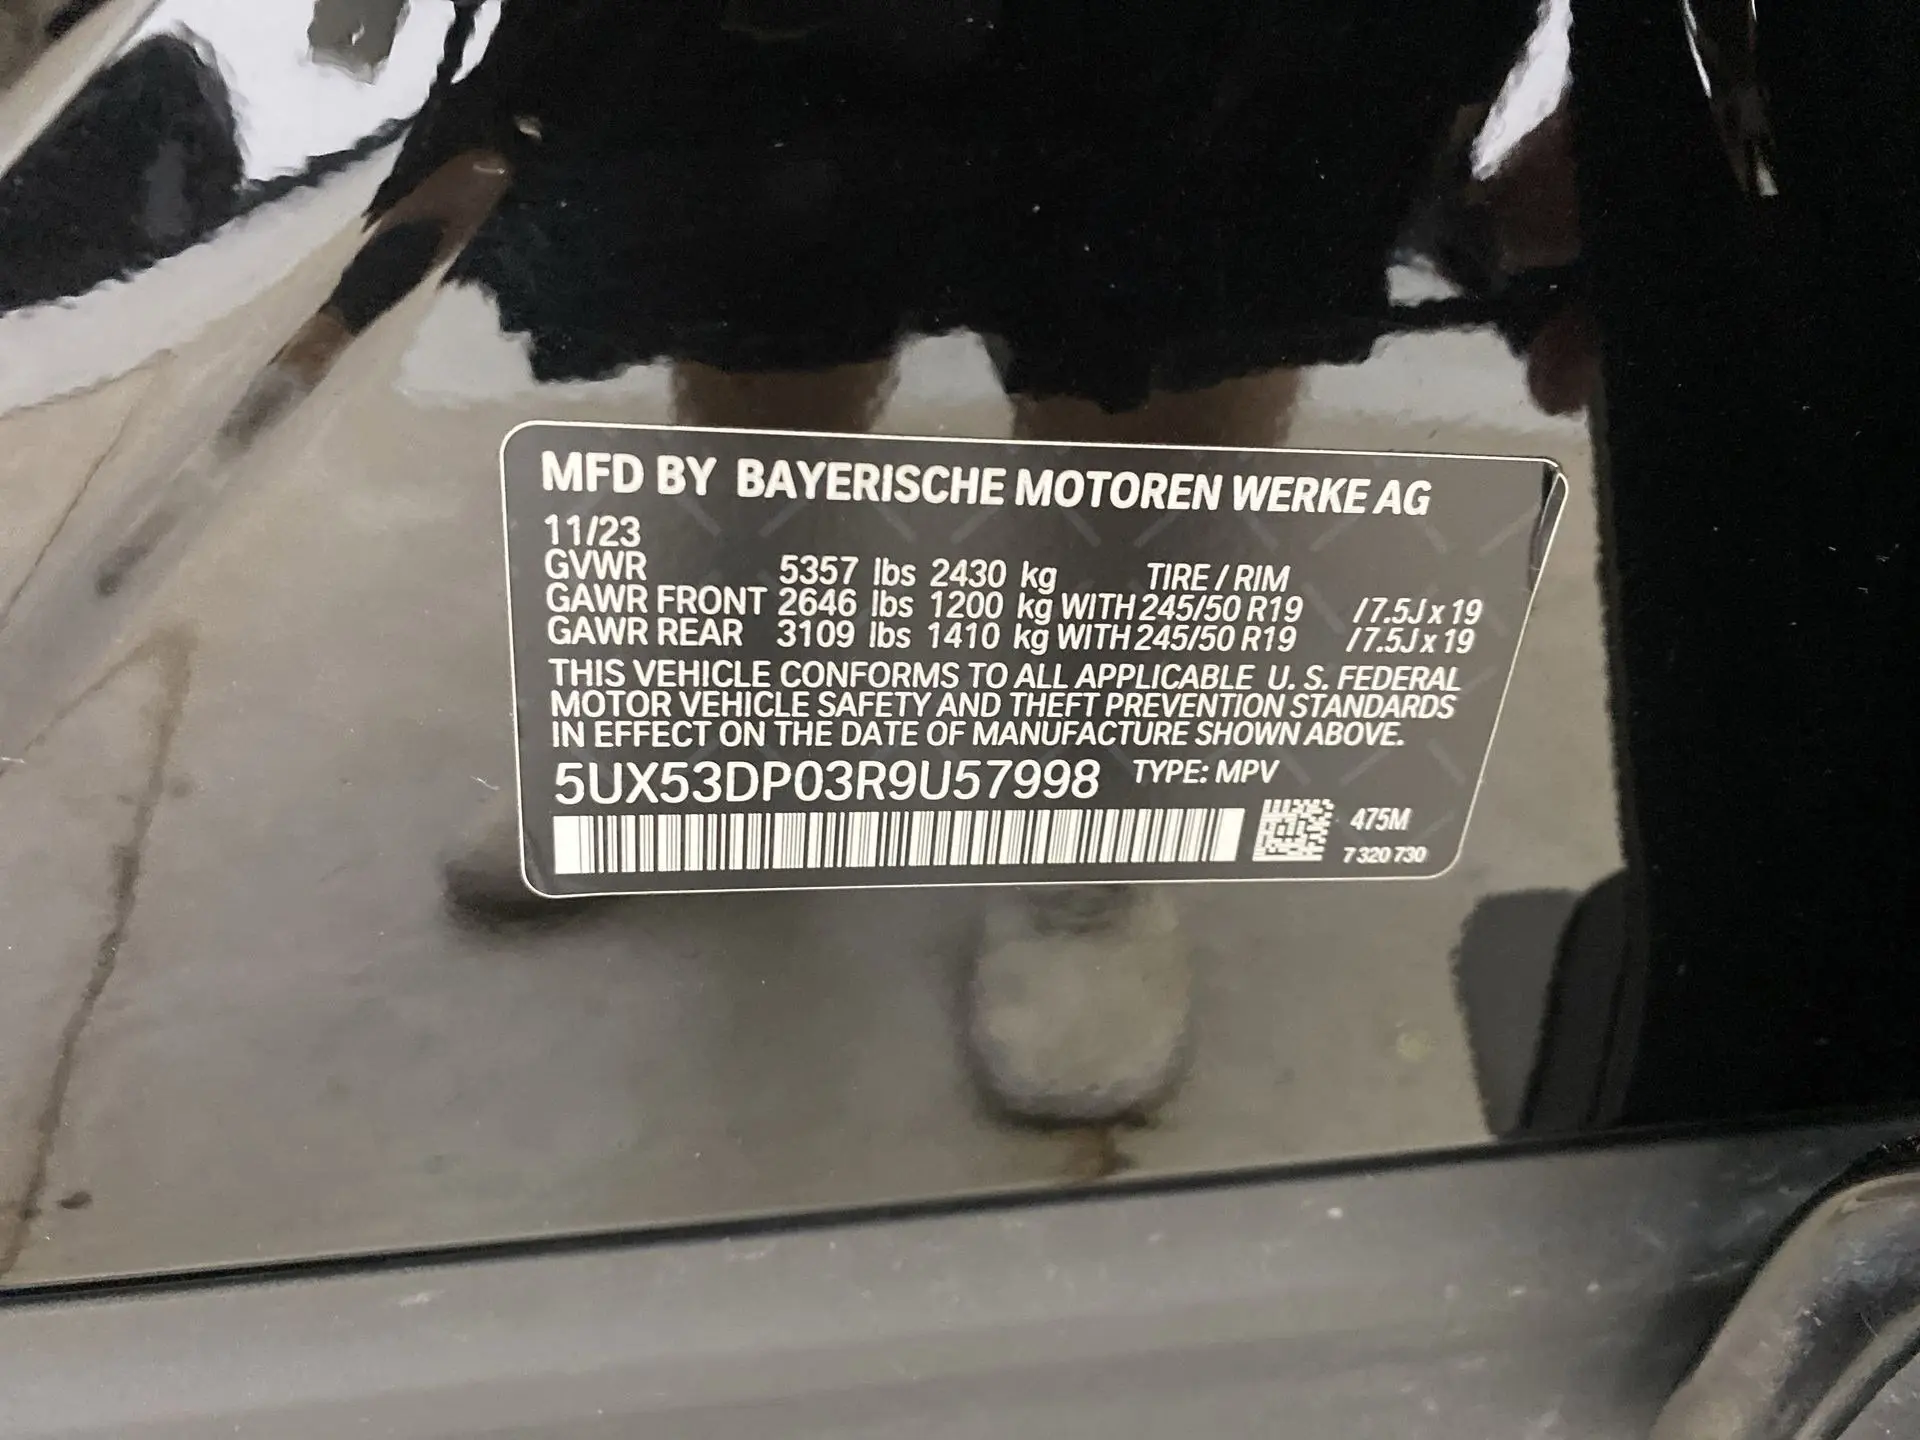 MFD BY BAYERISCHE MOTOREN WERKE AG
11/23
GVWR 5357 lbs 2430 kg TIRE / RIM
GAWR FRONT 2646 lbs 1200 kg WITH 245/50 R19 / 7.5J x 19
GAWR REAR 3109 lbs 1410 kg WITH 245/50 R19 / 7.5J x 19
THIS VEHICLE CONFORMS TO ALL APPLICABLE U. S. FEDERAL
MOTOR VEHICLE SAFETY AND THEFT PREVENTION STANDARDS
IN EFFECT ON THE DATE OF MANUFACTURE SHOWN ABOVE.
5UX53DP03R9U57998 TYPE: MPV
475M
7 320 730